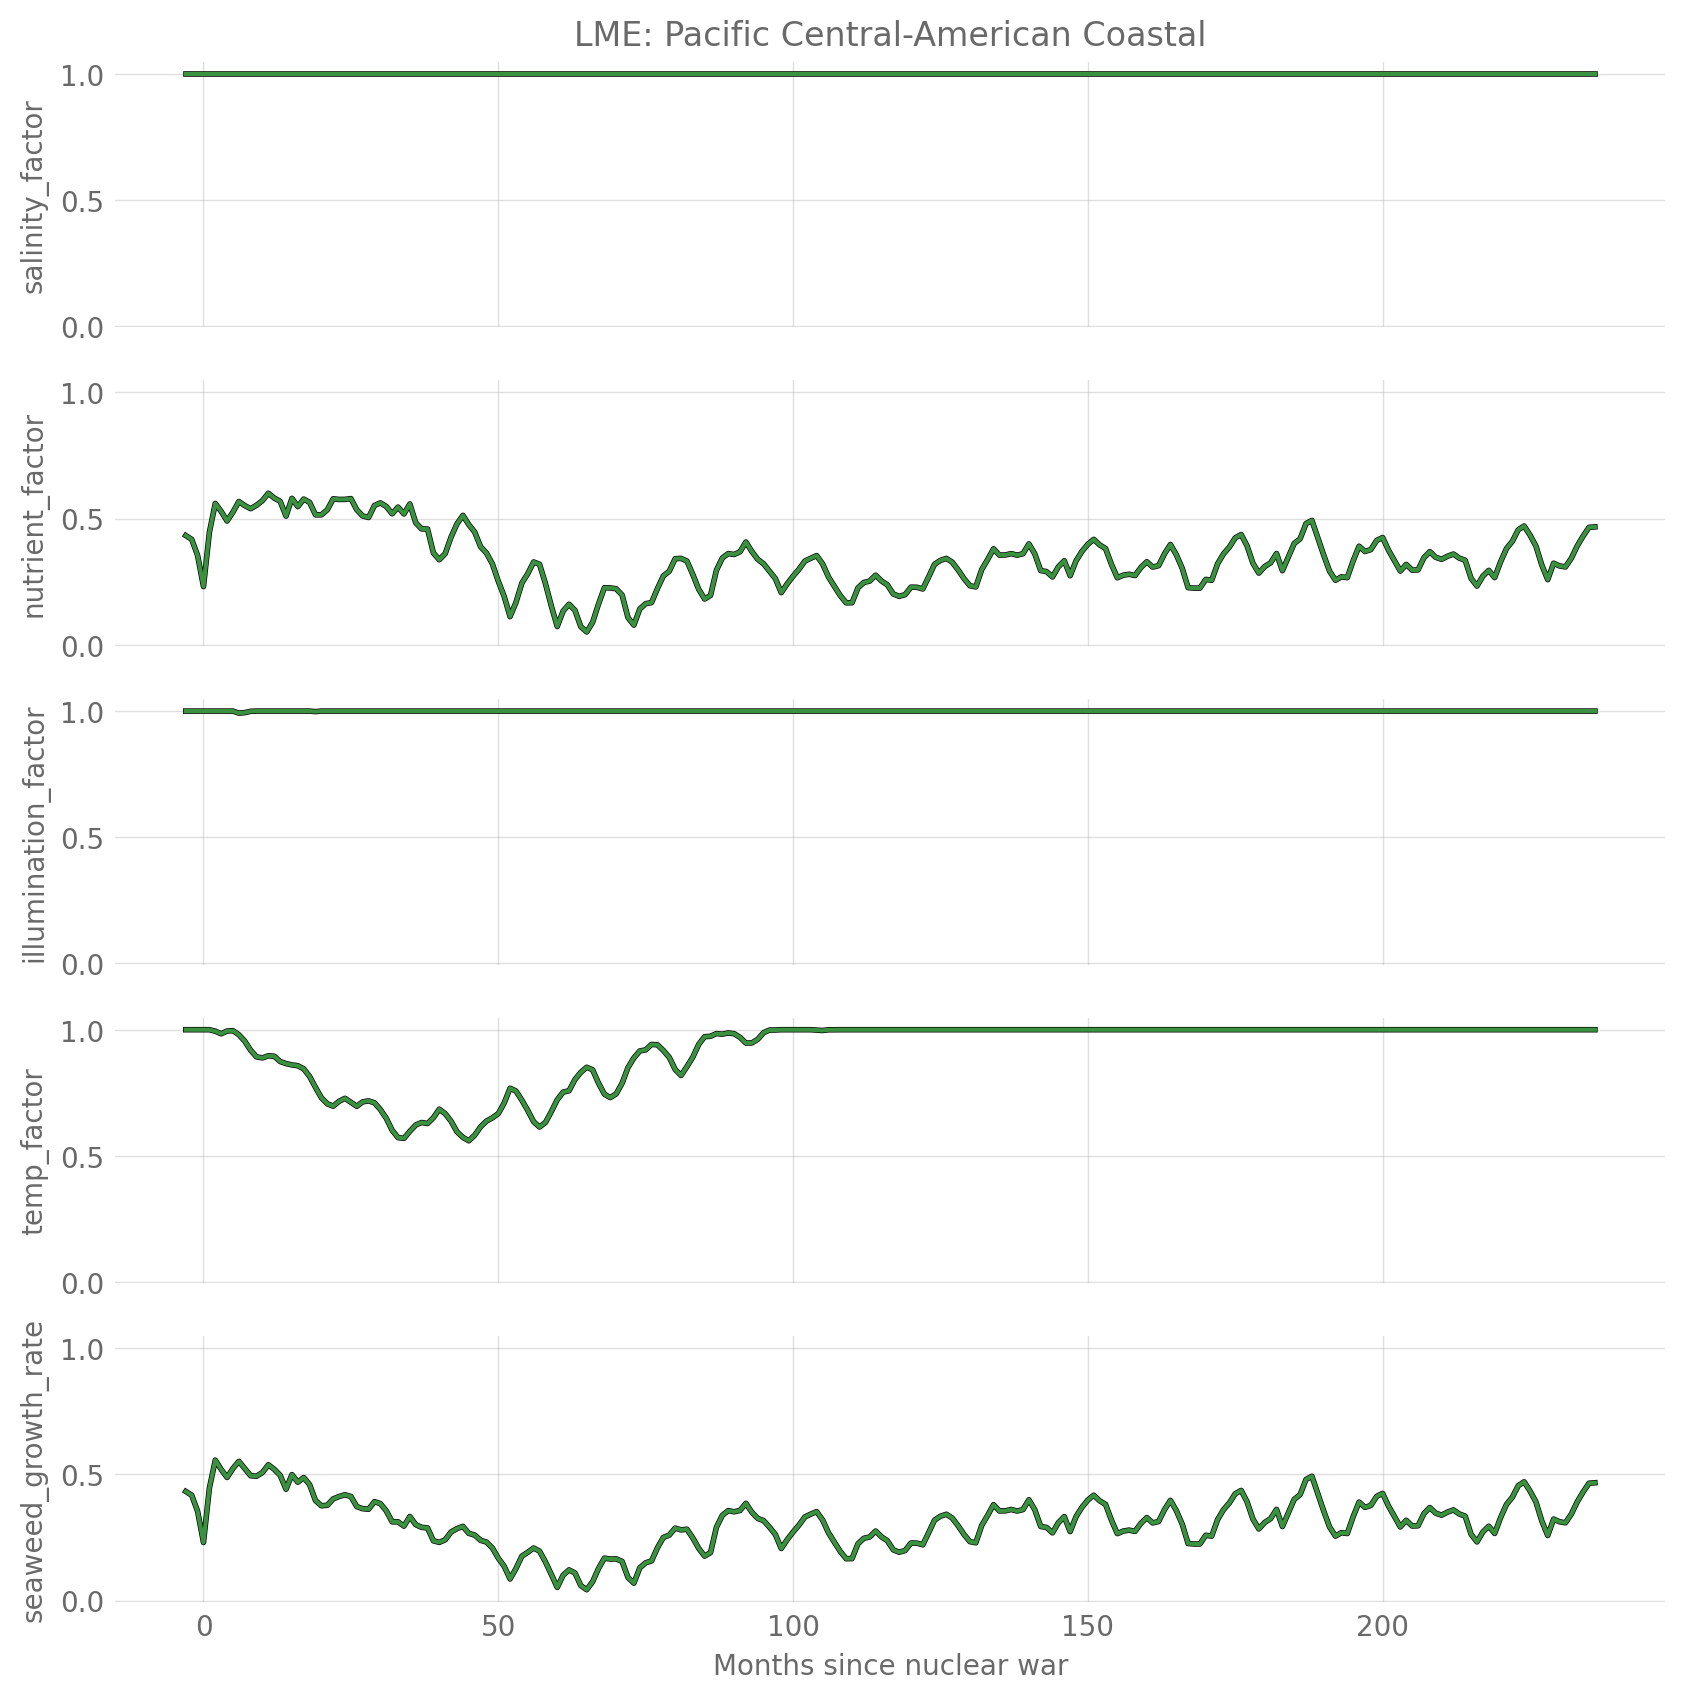 LME: Pacific Central-American Coastal
salinity_factor
1.0
0.5
0.0
nutrient_factor
1.0
0.5
0.0
illumination_factor
1.0
0.5
0.0
temp_factor
1.0
0.5
0.0
seaweed_growth_rate
1.0
0.5
0.0
0 50 100 150 200
Months since nuclear war